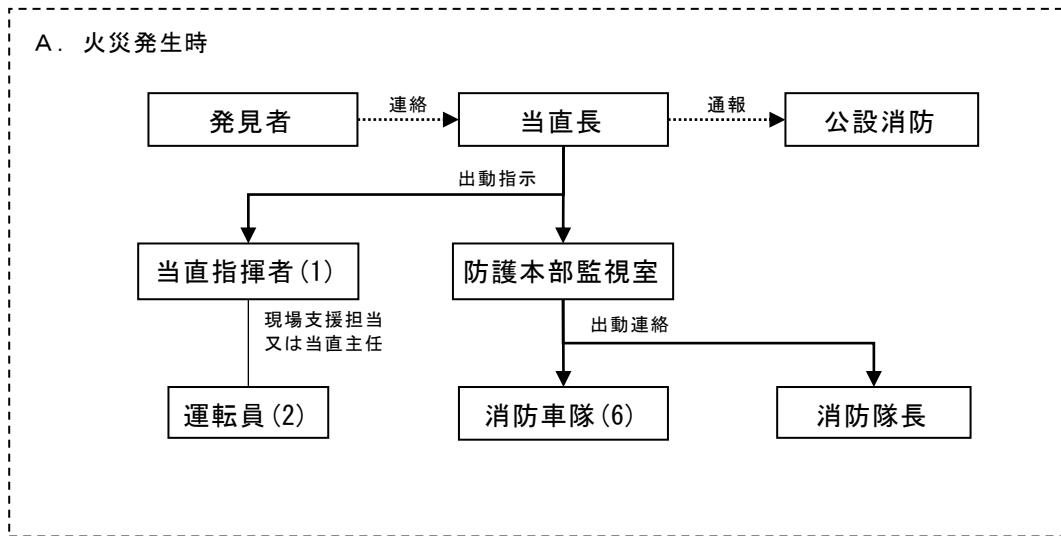 A. 火災発生時
発見者
連絡
当直長
通報
公設消防
出動指示
当直指揮者(1)
防護本部監視室
現場支援担当
又は当直主任
出動連絡
運転員(2)
消防車隊(6)
消防隊長